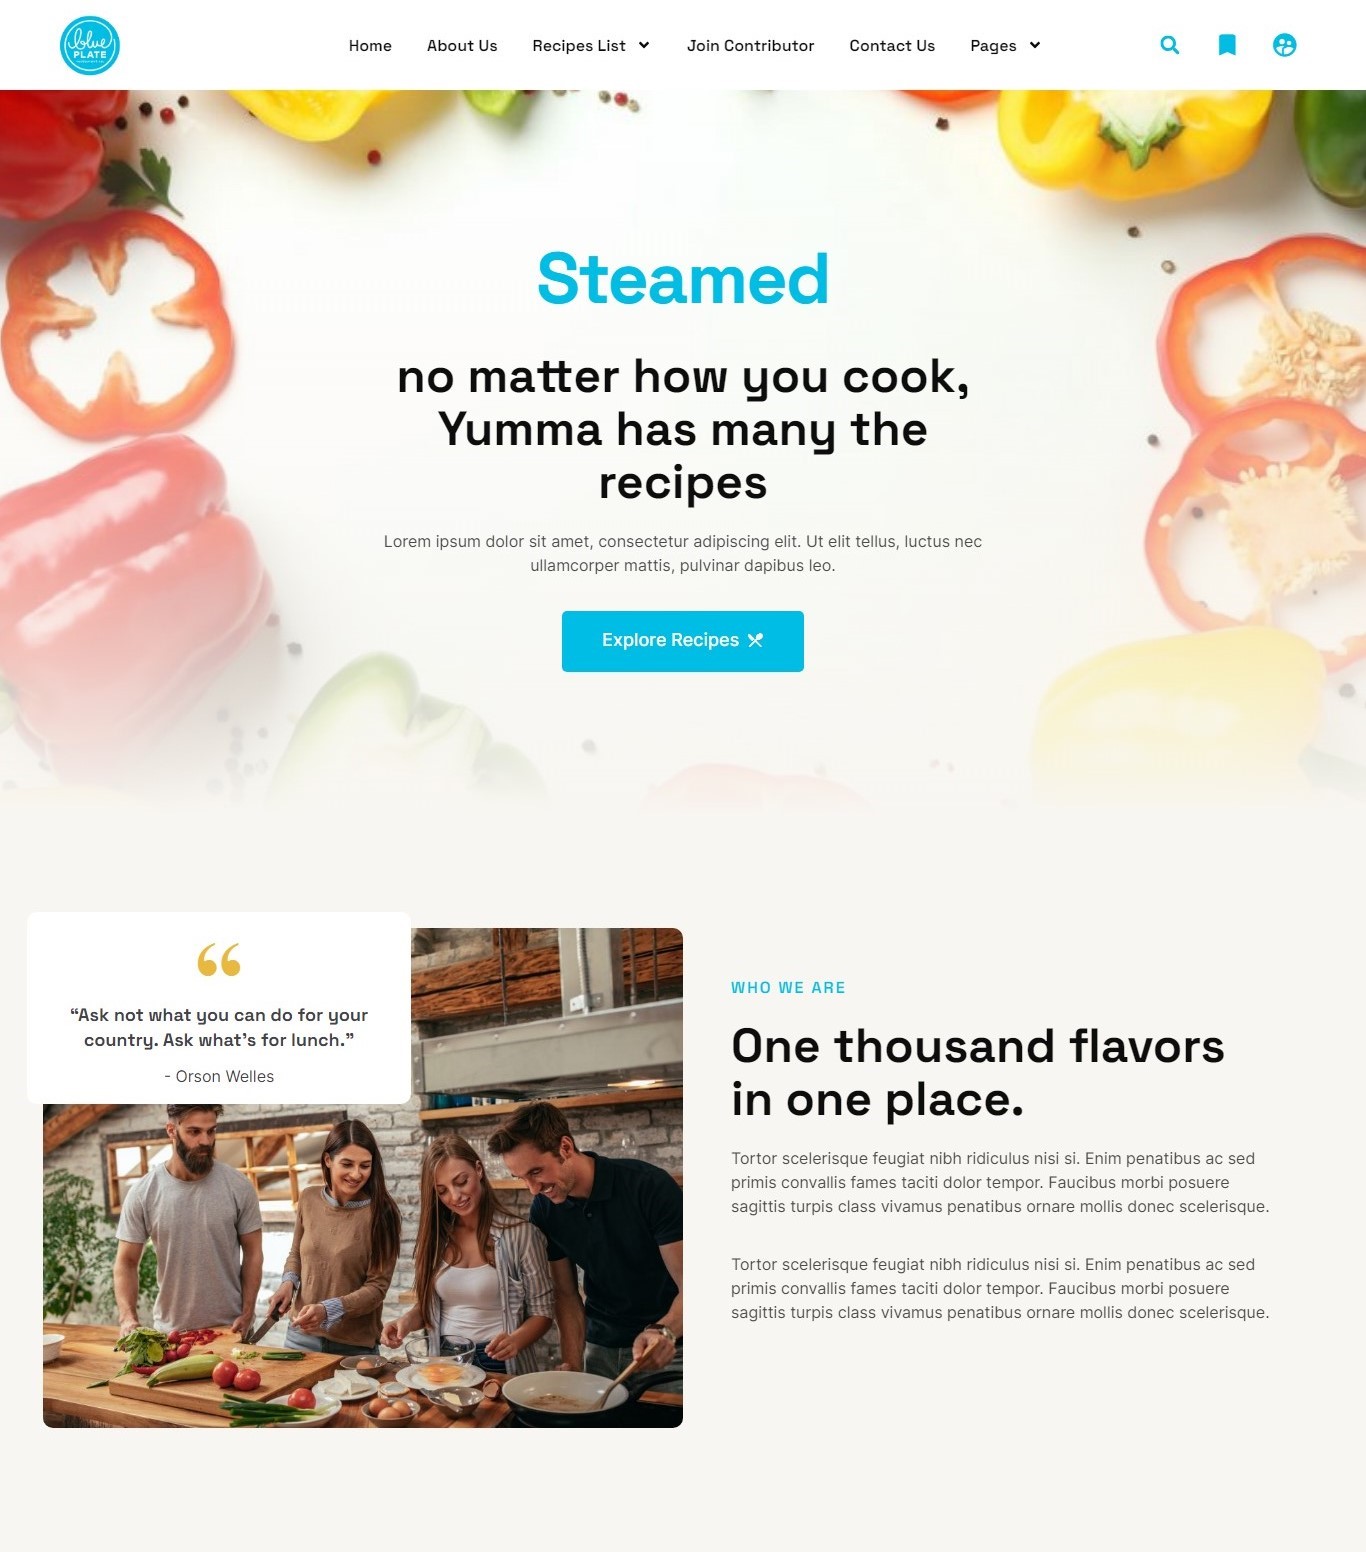 blue
PLATE
Home
About Us
Recipes List
Join Contributor
Contact Us
Pages
Steamed
no matter how you cook,
Yumma has many the
recipes
Lorem ipsum dolor sit amet, consectetur adipiscing elit. Ut elit tellus, luctus nec
ullamcorper mattis, pulvinar dapibus leo.
Explore Recipes
“Ask not what you can do for your
country. Ask what’s for lunch.”
- Orson Welles
WHO WE ARE
One thousand flavors
in one place.
Tortor scelerisque feugiat nibh ridiculus nisi si. Enim penatibus ac sed
primis convallis fames taciti dolor tempor. Faucibus morbi posuere
sagittis turpis class vivamus penatibus ornare mollis donec scelerisque.
Tortor scelerisque feugiat nibh ridiculus nisi si. Enim penatibus ac sed
primis convallis fames taciti dolor tempor. Faucibus morbi posuere
sagittis turpis class vivamus penatibus ornare mollis donec scelerisque.